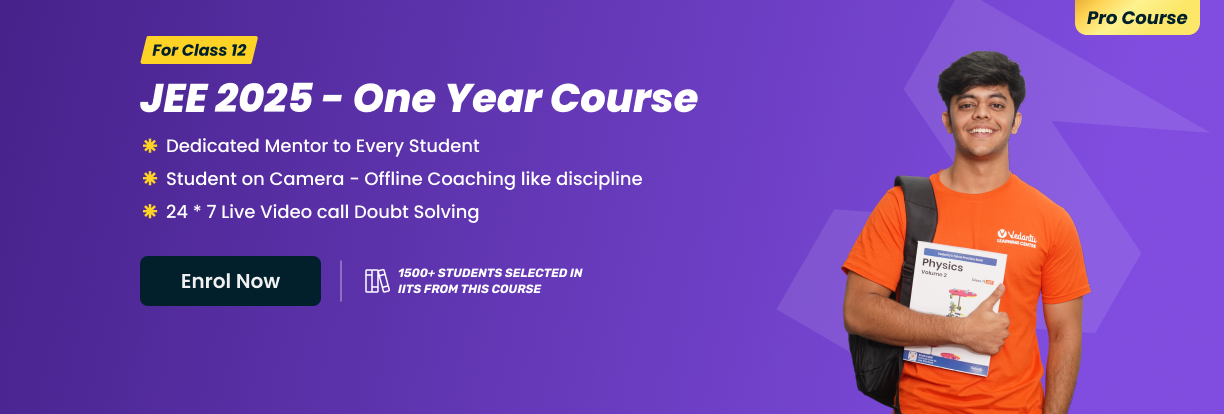 Pro Course
For Class 12
JEE 2025 - One Year Course
Dedicated Mentor to Every Student
Student on Camera - Offline Coaching like discipline
24 * 7 Live Video call Doubt Solving
Enrol Now
1500+ STUDENTS SELECTED IN
IITS FROM THIS COURSE
Vedantu
LEARNING CENTRE
Physics
Volume 2